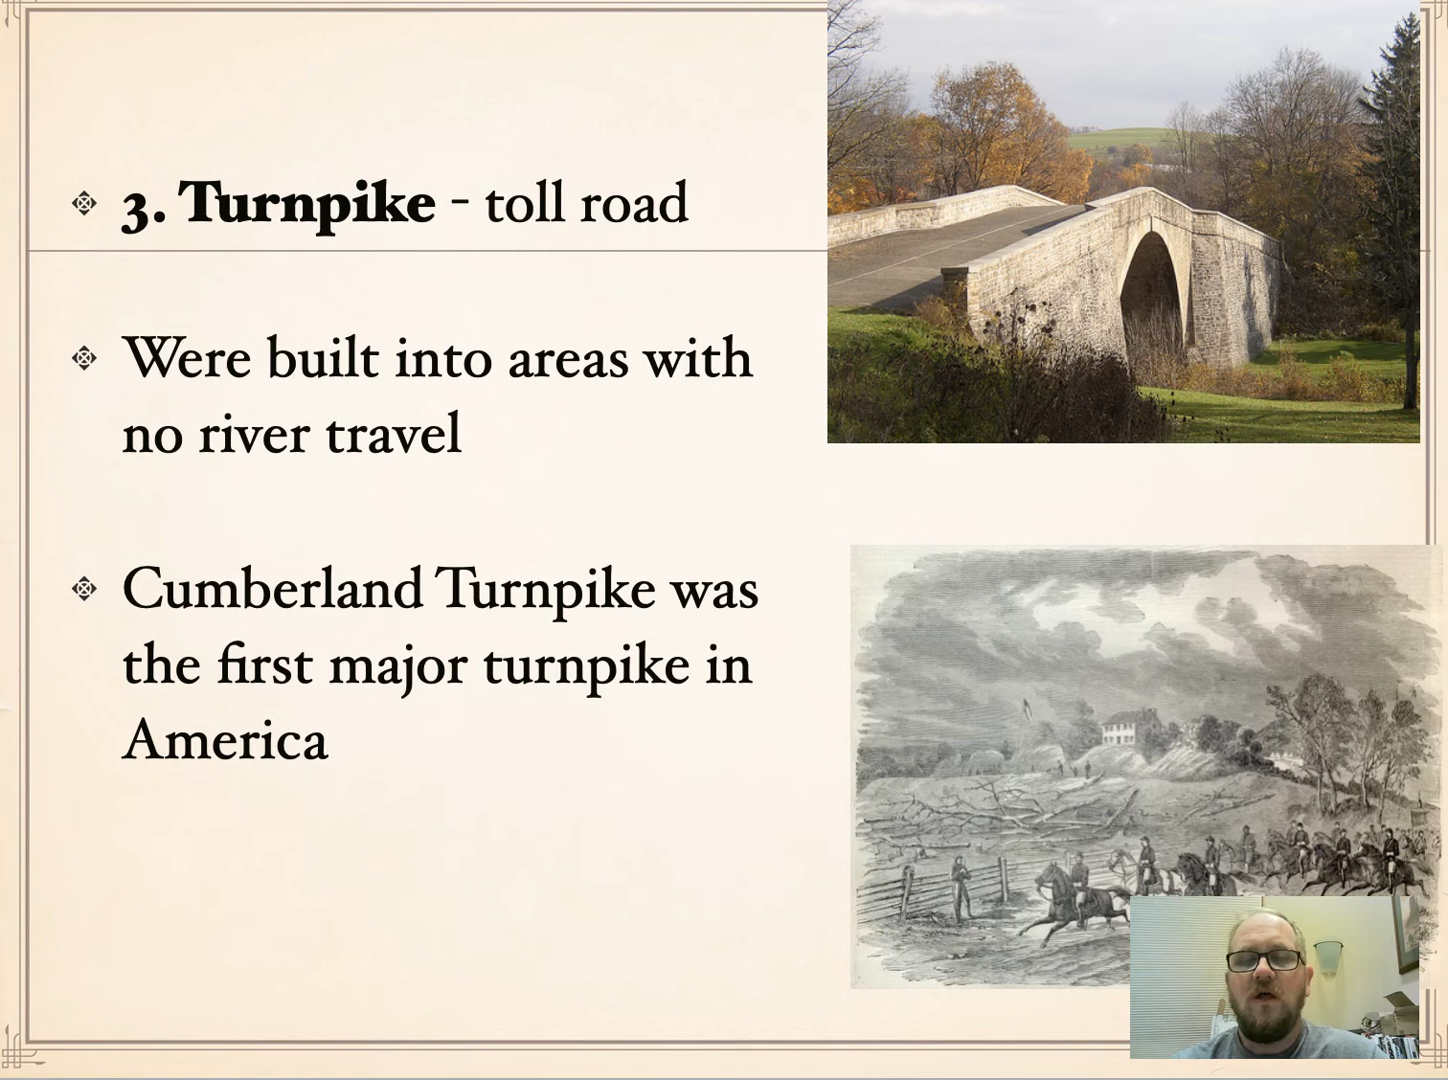 3. Turnpike - toll road
Were built into areas with
no river travel
Cumberland Turnpike was
the first major turnpike in
America